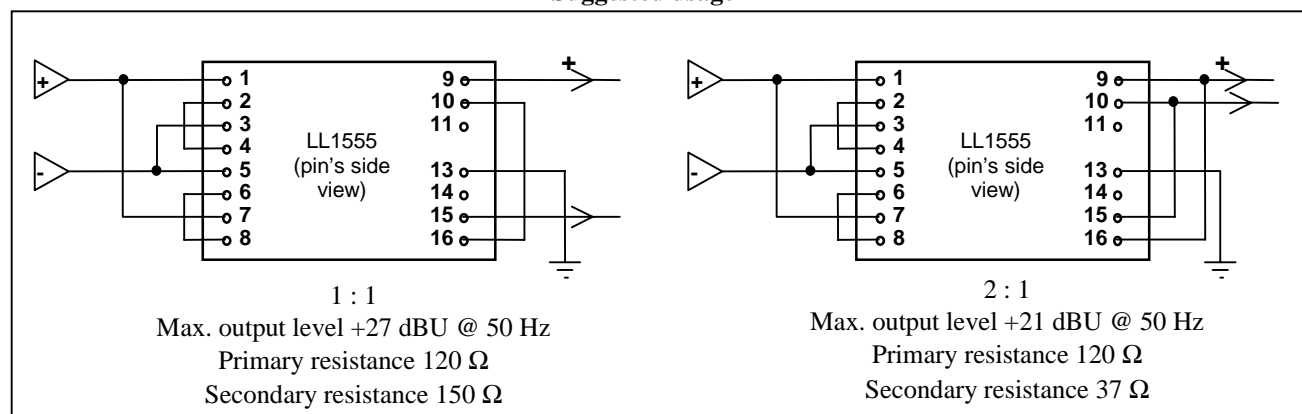 Suggested usage
+ 1 9 +
2 10
3 11
4
LL1555
(pin's side
view)
- 5 13
6 14
7 15
8 16
1 : 1
Max. output level +27 dBU @ 50 Hz
Primary resistance 120 Ω
Secondary resistance 150 Ω
+ 1 9 +
2 10
3 11
4
LL1555
(pin's side
view)
- 5 13
6 14
7 15
8 16
2 : 1
Max. output level +21 dBU @ 50 Hz
Primary resistance 120 Ω
Secondary resistance 37 Ω